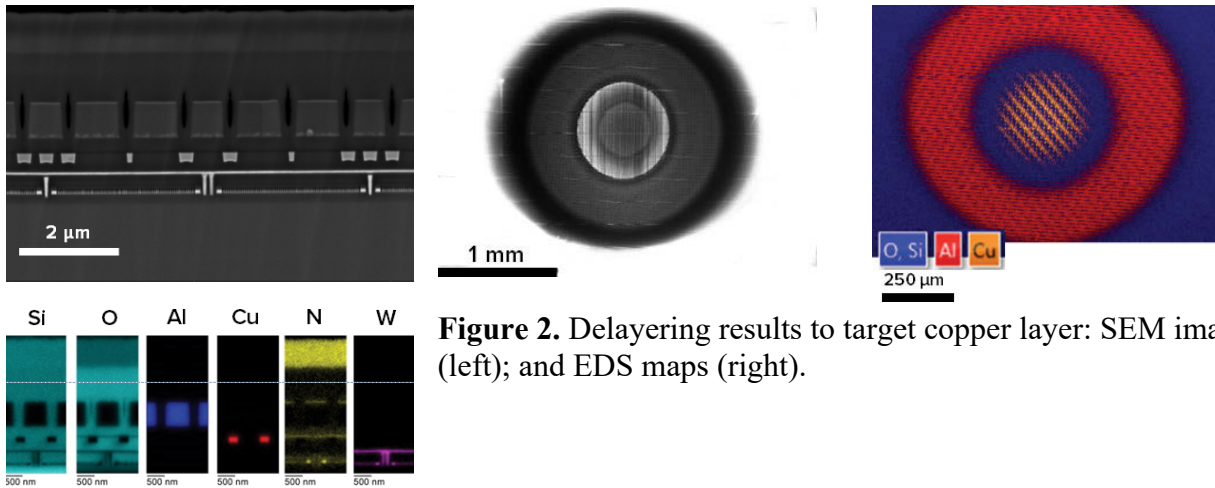 2 µm
1 mm
O, Si Al Cu
250 µm
Si O Al Cu N W
500 nm 500 nm 500 nm 500 nm 500 nm 500 nm
Figure 2. Delayering results to target copper layer: SEM ima
(left); and EDS maps (right).